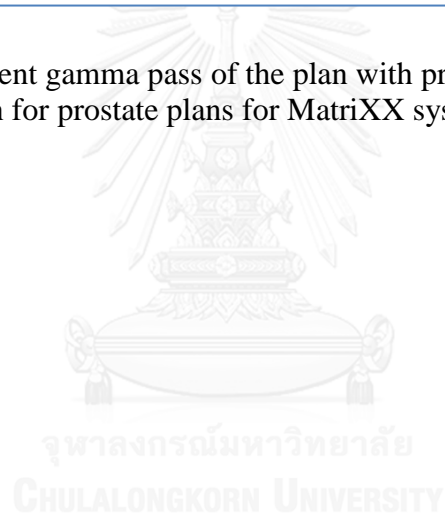 ent gamma pass of the plan with pr
n for prostate plans for MatriXX sys
จุฬาลงกรณ์มหาวิทยาลัย
CHULALONGKORN UNIVERSITY